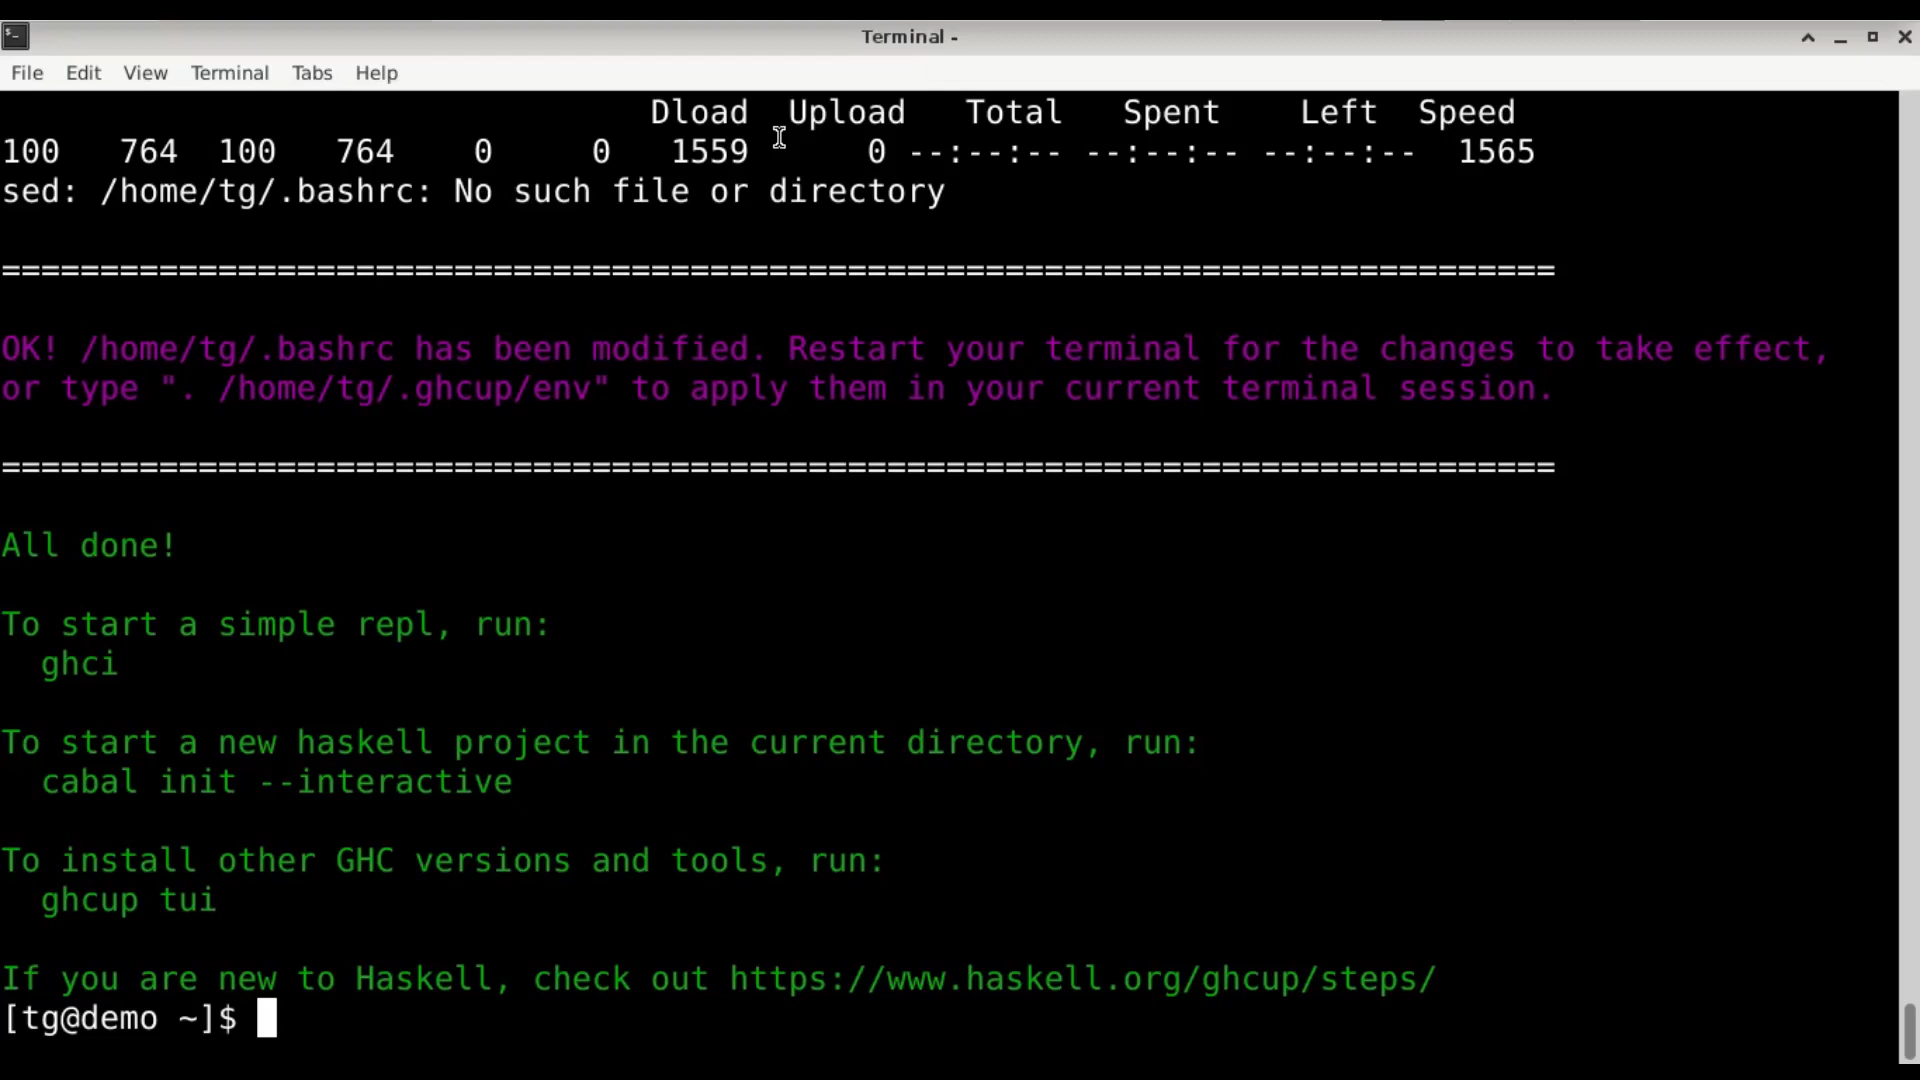 Terminal -
File Edit View Terminal Tabs Help
Dload Upload Total Spent Left Speed
100 764 100 764 0 0 1559 0 --:--:-- --:--:-- --:--:-- 1565
sed: /home/tg/.bashrc: No such file or directory
===============================================================================
OK! /home/tg/.bashrc has been modified. Restart your terminal for the changes to take effect,
or type ". /home/tg/.ghcup/env" to apply them in your current terminal session.
===============================================================================
All done!
To start a simple repl, run:
ghci
To start a new haskell project in the current directory, run:
cabal init --interactive
To install other GHC versions and tools, run:
ghcup tui
If you are new to Haskell, check out https://www.haskell.org/ghcup/steps/
[tg@demo ~]$